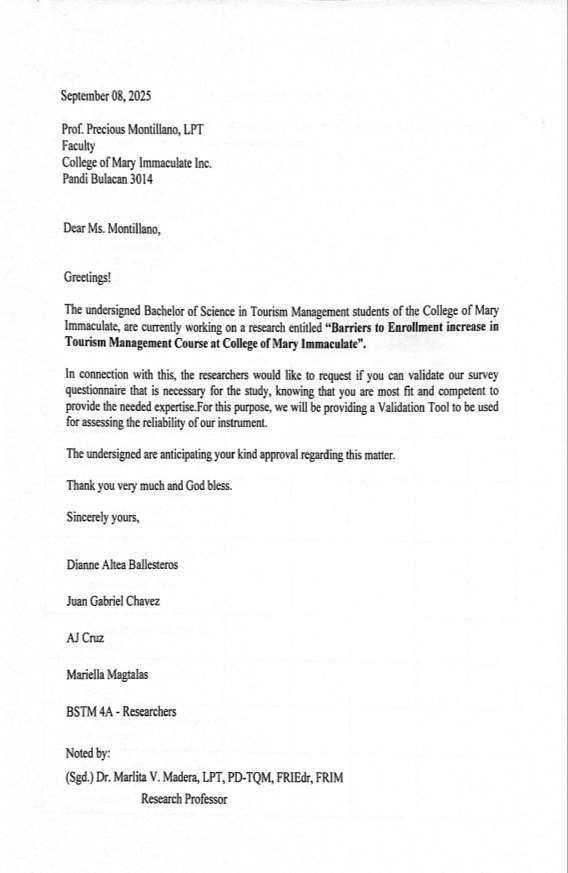 September 08, 2025
Prof. Precious Montillano, LPT
Faculty
College of Mary Immaculate Inc.
Pandi Bulacan 3014
Dear Ms. Montillano,
Greetings!
The undersigned Bachelor of Science in Tourism Management students of the College of Mary
Immaculate, are currently working on a research entitled “Barriers to Enrollment increase in
Tourism Management Course at College of Mary Immaculate”.
In connection with this, the researchers would like to request if you can validate our survey
questionnaire that is necessary for the study, knowing that you are most fit and competent to
provide the needed expertise.For this purpose, we will be providing a Validation Tool to be used
for assessing the reliability of our instrument.
The undersigned are anticipating your kind approval regarding this matter.
Thank you very much and God bless.
Sincerely yours,
Dianne Altea Ballesteros
Juan Gabriel Chavez
AJ Cruz
Mariella Magtalas
BSTM 4A - Researchers
Noted by:
(Sgd.) Dr. Marlita V. Madera, LPT, PD-TQM, FRIEdr, FRIM
Research Professor